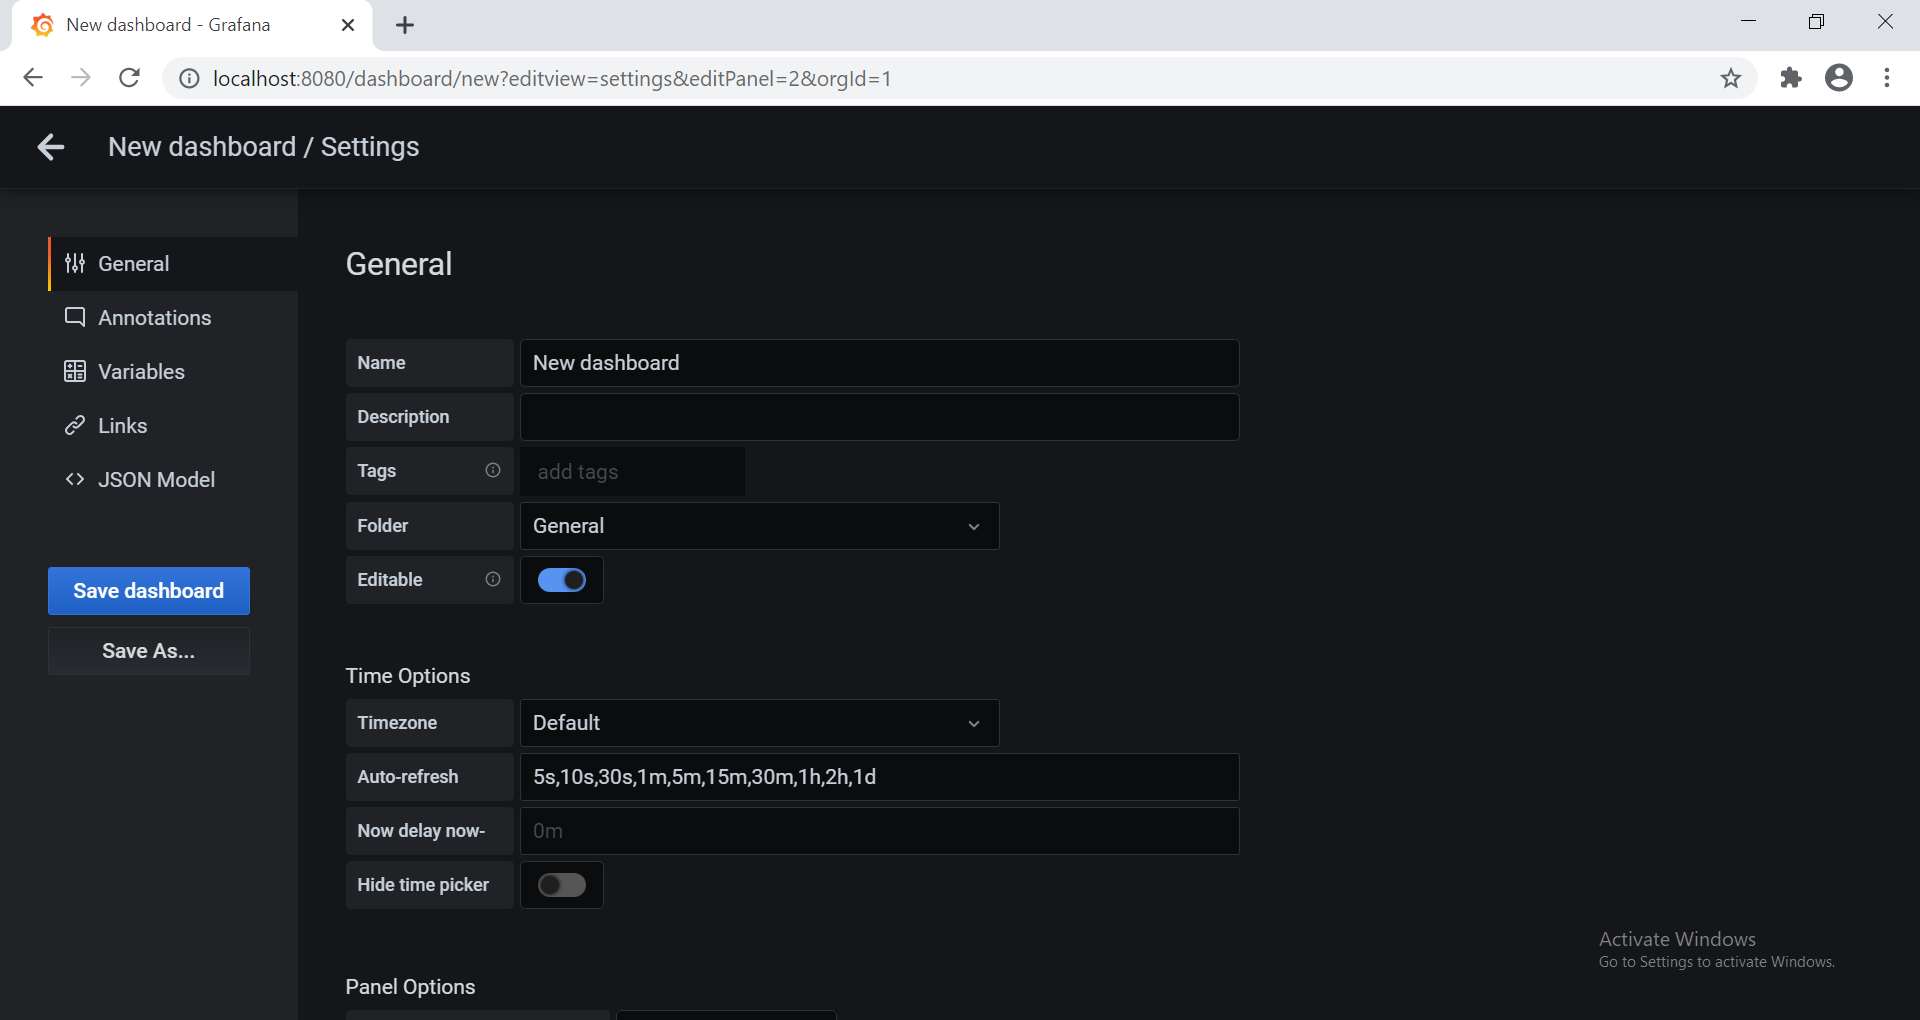 New dashboard - Grafana
localhost:8080/dashboard/new?editview=settings&editPanel=2&orgId=1
New dashboard / Settings
General
Annotations
Variables
Links
JSON Model
Save dashboard
Save As...
General
Name
New dashboard
Description
Tags
add tags
Folder
General
Editable
Time Options
Timezone
Default
Auto-refresh
5s,10s,30s,1m,5m,15m,30m,1h,2h,1d
Now delay now-
0m
Hide time picker
Panel Options
Activate Windows
Go to Settings to activate Windows.